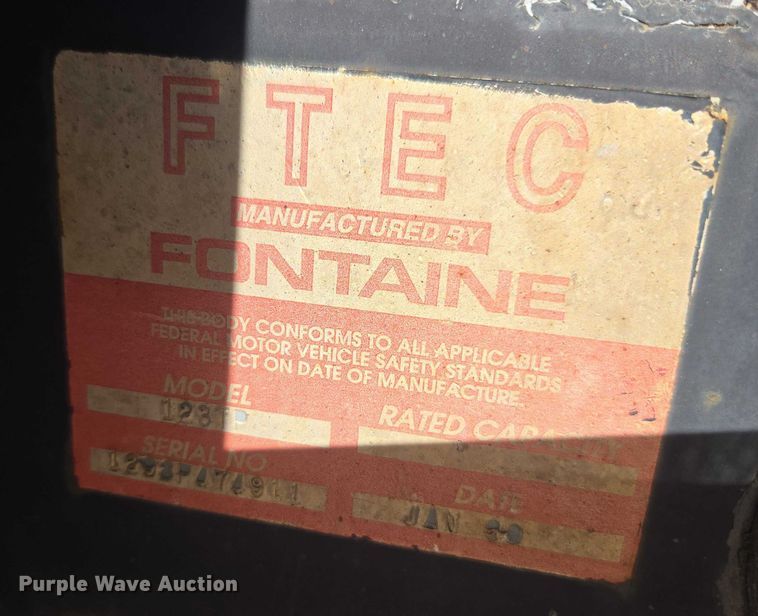 FTEC
MANUFACTURED BY
FONTAINE
THIS BODY CONFORMS TO ALL APPLICABLE
FEDERAL MOTOR VEHICLE SAFETY STANDARDS
IN EFFECT ON DATE OF MANUFACTURE.
MODEL
RATED CAPACITY
SERIAL NO
DATE
JAN
Purple Wave Auction